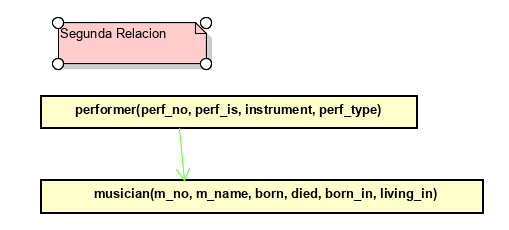 Segunda Relacion
performer(perf_no, perf_is, instrument, perf_type)
musician(m_no, m_name, born, died, born_in, living_in)